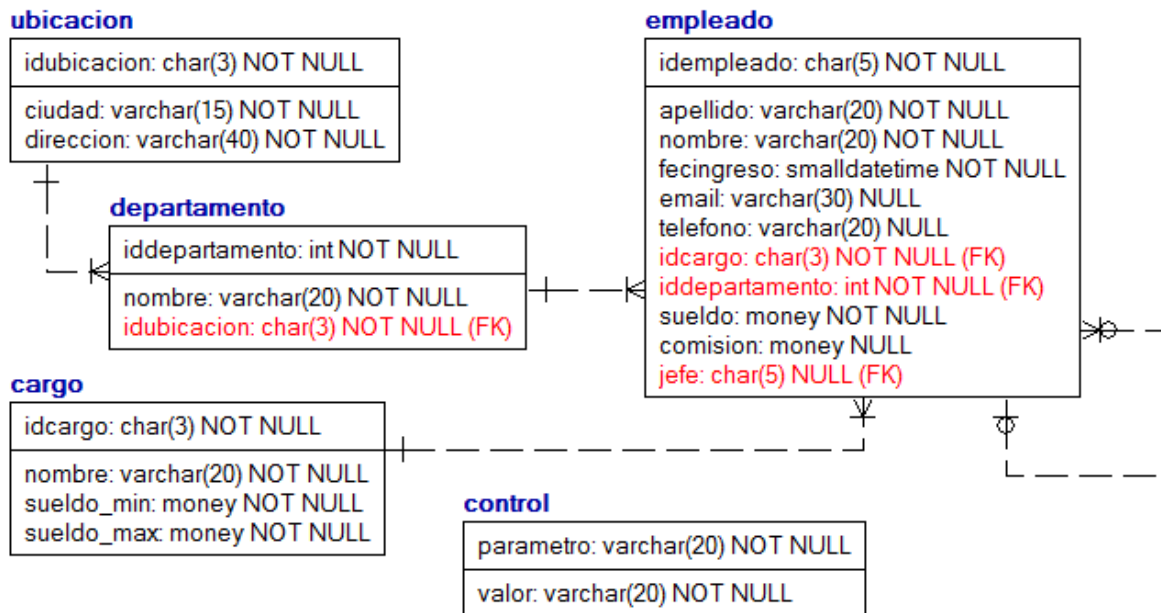 ubicacion
idubicacion: char(3) NOT NULL
ciudad: varchar(15) NOT NULL
direccion: varchar(40) NOT NULL
departamento
iddepartamento: int NOT NULL
nombre: varchar(20) NOT NULL
idubicacion: char(3) NOT NULL (FK)
cargo
idcargo: char(3) NOT NULL
nombre: varchar(20) NOT NULL
sueldo_min: money NOT NULL
sueldo_max: money NOT NULL
empleado
idempleado: char(5) NOT NULL
apellido: varchar(20) NOT NULL
nombre: varchar(20) NOT NULL
fecingreso: smalldatetime NOT NULL
email: varchar(30) NULL
telefono: varchar(20) NULL
idcargo: char(3) NOT NULL (FK)
iddepartamento: int NOT NULL (FK)
sueldo: money NOT NULL
comision: money NULL
jefe: char(5) NULL (FK)
control
parametro: varchar(20) NOT NULL
valor: varchar(20) NOT NULL